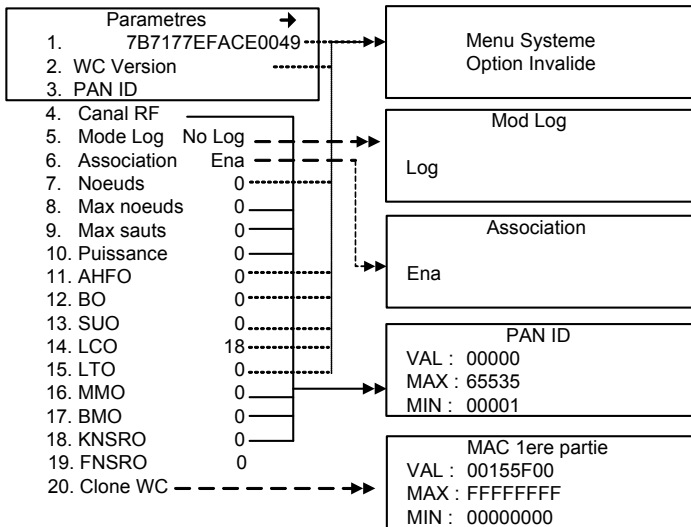 Parametres
1. 7B7177EFACE0049
2. WC Version
3. PAN ID
4. Canal RF
5. Mode Log No Log
6. Association Ena
7. Noeuds 0
8. Max noeuds 0
9. Max sauts 0
10. Puissance 0
11. AHFO 0
12. BO 0
13. SUO 0
14. LCO 18
15. LTO 0
16. MMO 0
17. BMO 0
18. KNSRO 0
19. FNSRO 0
20. Clone WC
Menu Systeme
Option Invalide
Mod Log
Log
Association
Ena
PAN ID
VAL : 00000
MAX : 65535
MIN : 00001
MAC 1ere partie
VAL : 00155F00
MAX : FFFFFFFF
MIN : 00000000